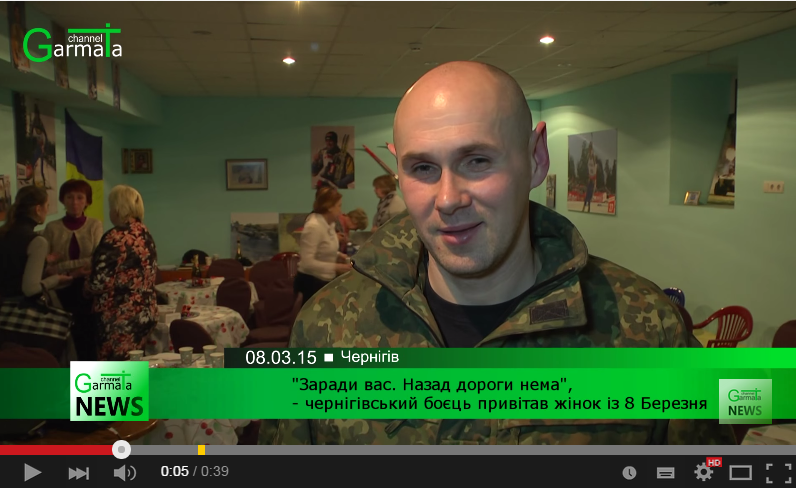 channel
Garmata
08.03.15 ■ Чернігів
"Заради вас. Назад дороги нема",
- чернігівський боєць привітав жінок із 8 Березня
channel
Garmata
NEWS
channel
Garmata
NEWS
0:05 / 0:39
HD